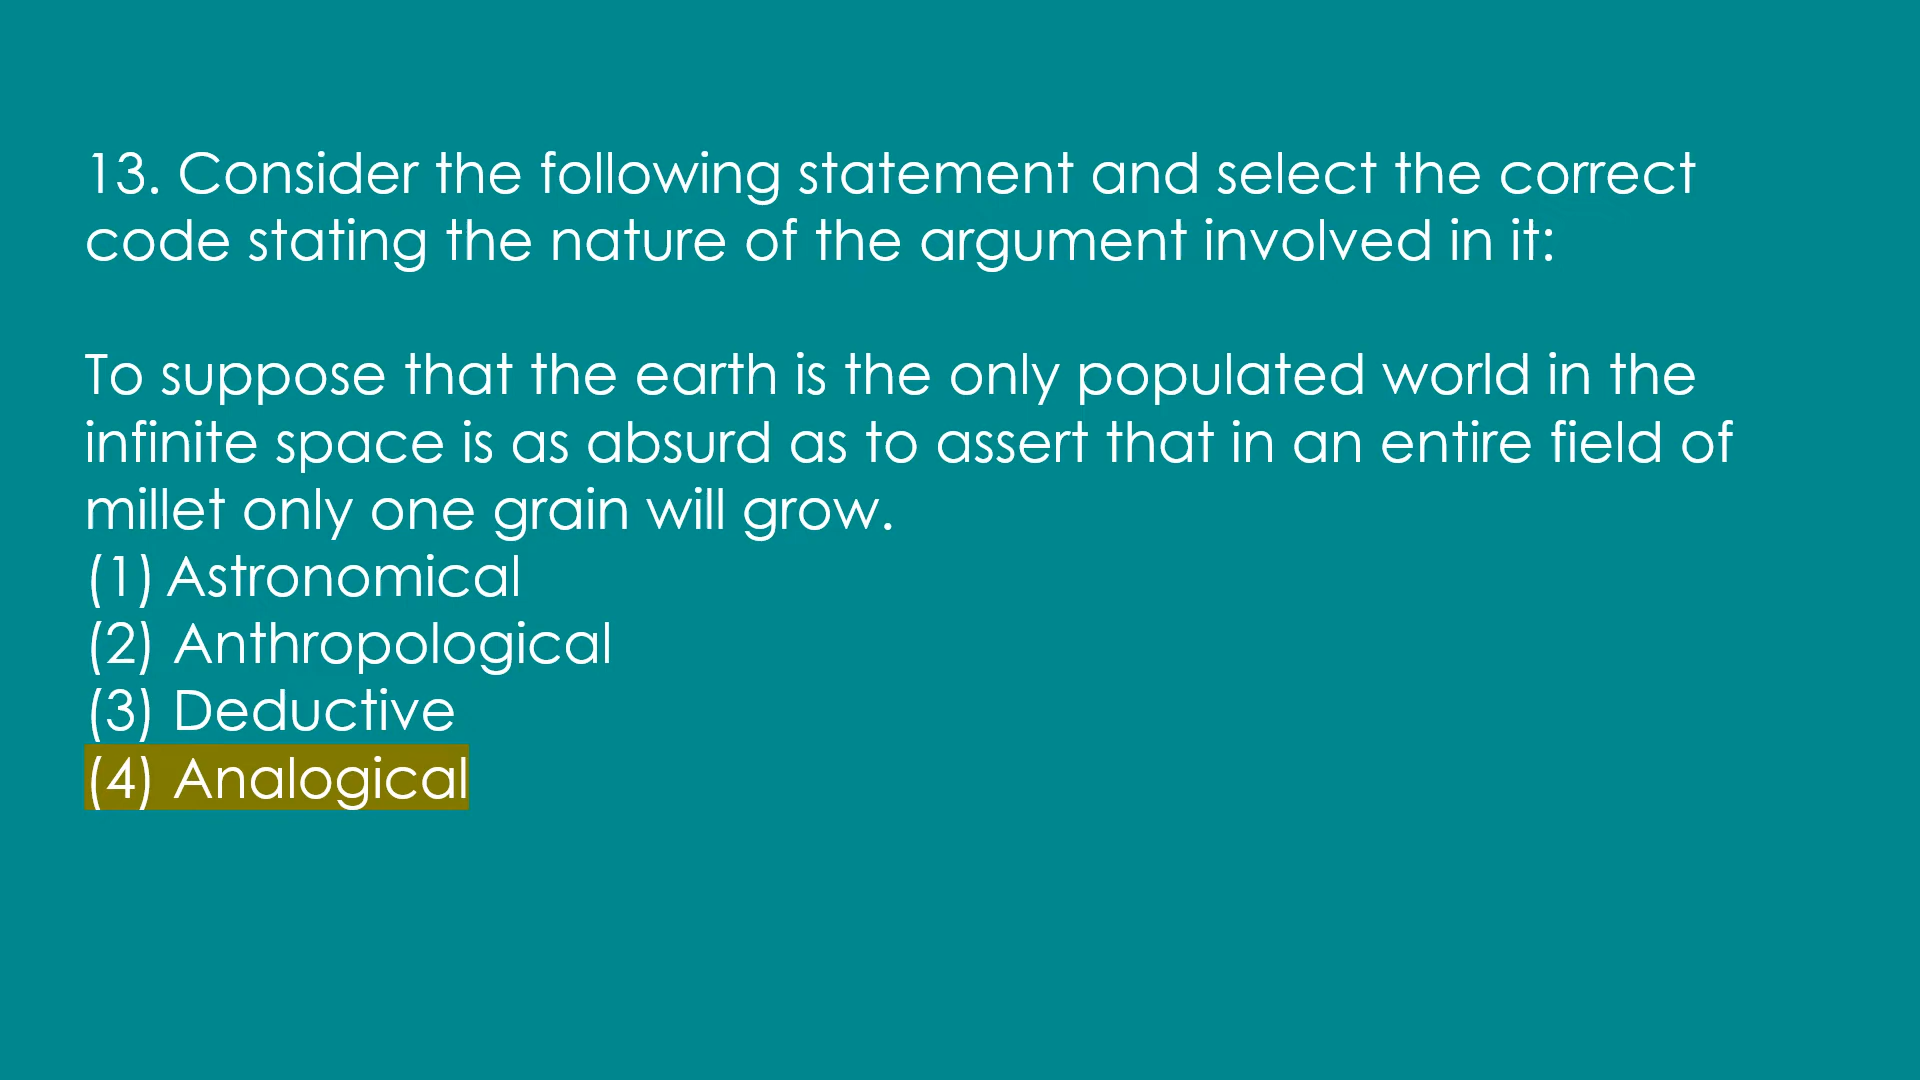 13. Consider the following statement and select the correct
code stating the nature of the argument involved in it:
To suppose that the earth is the only populated world in the
infinite space is as absurd as to assert that in an entire field of
millet only one grain will grow.
(1) Astronomical
(2) Anthropological
(3) Deductive
(4) Analogical